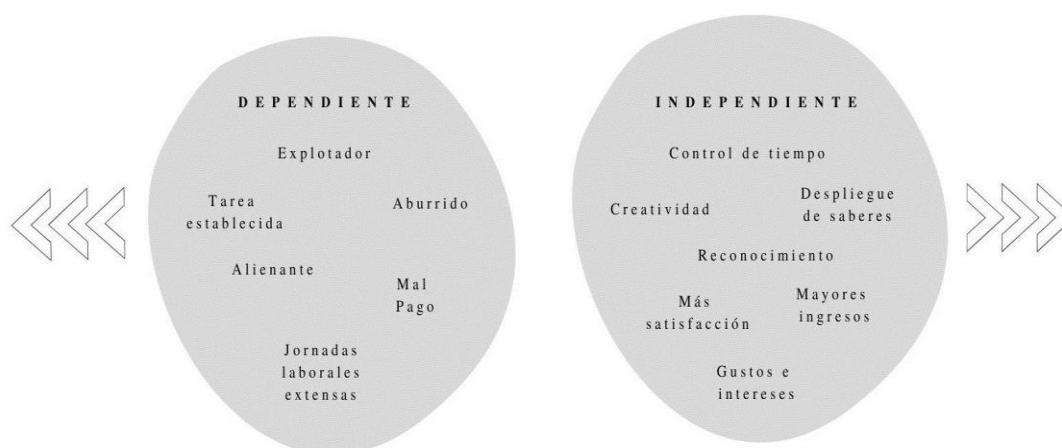 DEPENDIENTE
Explotador
Tarea
establecida
Aburrido
Alienante
Mal
Pago
Jornadas
laborales
extensas
INDEPENDIENTE
Control de tiempo
Creatividad
Despliegue
de saberes
Reconocimiento
Más
satisfacción
Mayores
ingresos
Gustos e
intereses